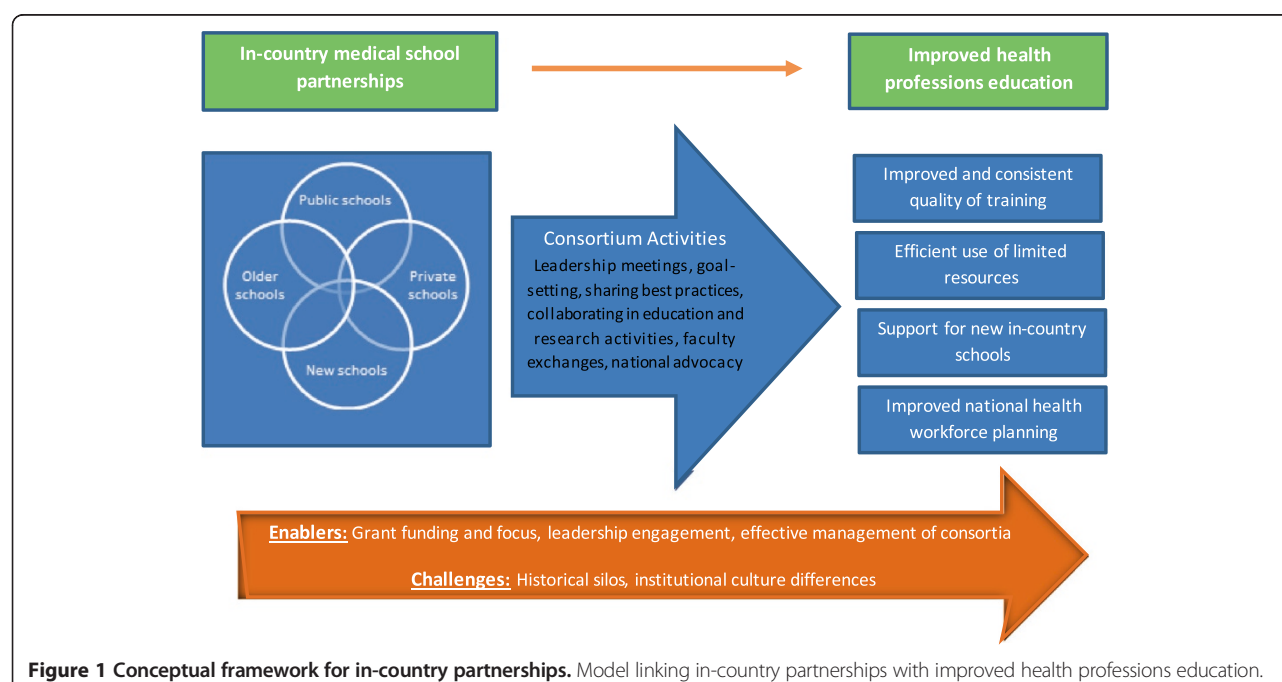 In-country medical school
partnerships
Improved health
professions education
Public schools
Older
schools
Private
schools
New schools
Consortium Activities
Leadership meetings, goal-
setting, sharing best practices,
collaborating in education and
research activities, faculty
exchanges, national advocacy
Improved and consistent
quality of training
Efficient use of limited
resources
Support for new in-country
schools
Improved national health
workforce planning
Enablers: Grant funding and focus, leadership engagement, effective management of consortia
Challenges: Historical silos, institutional culture differences
Figure 1 Conceptual framework for in-country partnerships. Model linking in-country partnerships with improved health professions education.